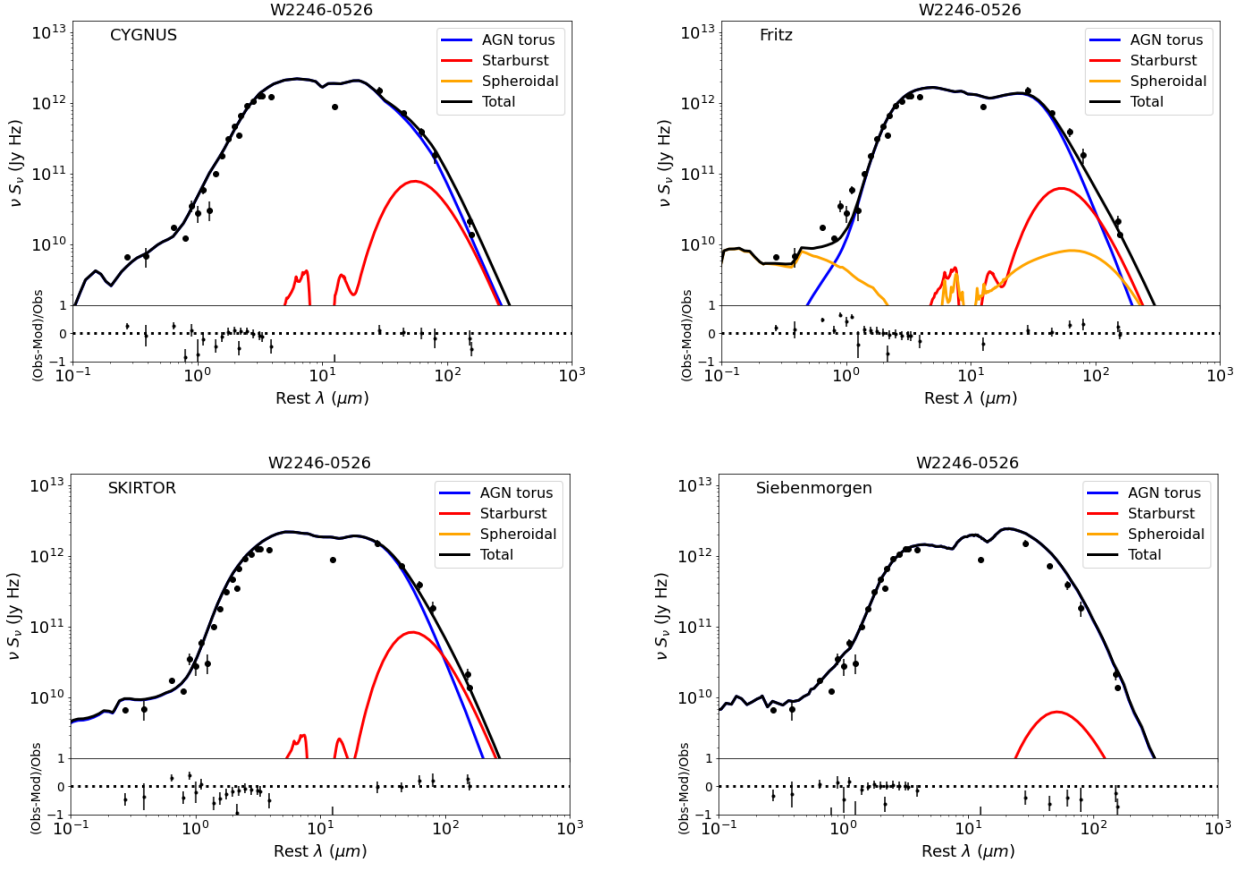 W2246-0526
CYGNUS
AGN torus
Starburst
Spheroidal
Total
ν Sν (Jy Hz)
10^13
10^12
10^11
10^10
1
0
−1
(Obs-Mod)/Obs
10^−1 10^0 10^1 10^2 10^3
Rest λ (μm)
W2246-0526
Fritz
AGN torus
Starburst
Spheroidal
Total
ν Sν (Jy Hz)
10^13
10^12
10^11
10^10
1
0
−1
(Obs-Mod)/Obs
10^−1 10^0 10^1 10^2 10^3
Rest λ (μm)
W2246-0526
SKIRTOR
AGN torus
Starburst
Spheroidal
Total
ν Sν (Jy Hz)
10^13
10^12
10^11
10^10
1
0
−1
(Obs-Mod)/Obs
10^−1 10^0 10^1 10^2 10^3
Rest λ (μm)
W2246-0526
Siebenmorgen
AGN torus
Starburst
Spheroidal
Total
ν Sν (Jy Hz)
10^13
10^12
10^11
10^10
1
0
−1
(Obs-Mod)/Obs
10^−1 10^0 10^1 10^2 10^3
Rest λ (μm)